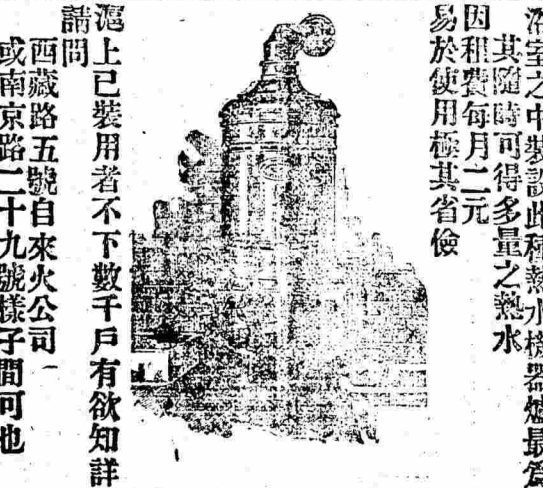 浴室之中裝設此種熱水機器爐最爲
其隨時可得多量之熱水
因租費每月二元
易於使用極其省儉
滬上已裝用者不下數千戶有欲知詳
請問
西藏路五號自來火公司
或南京路二十九號樣子間可也